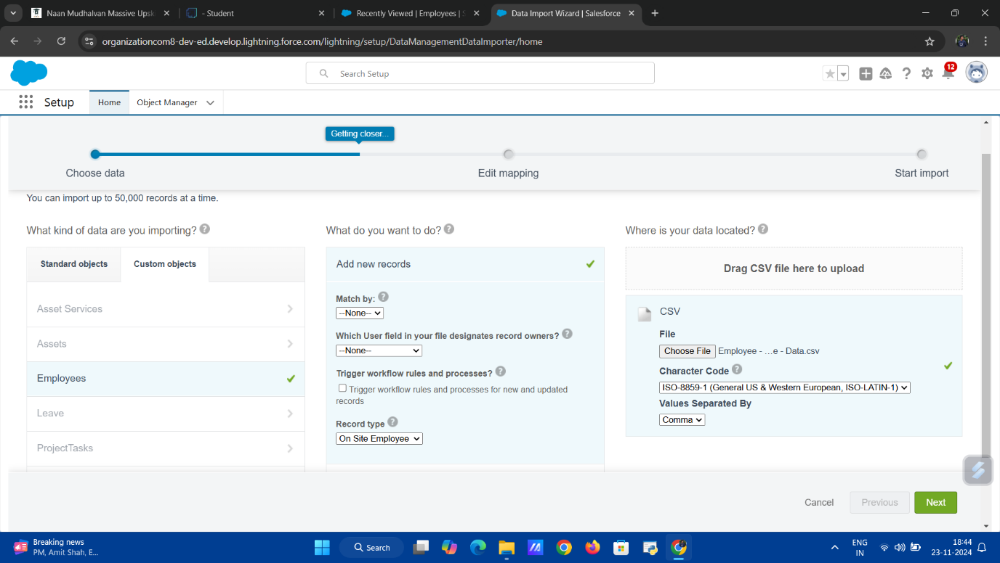 Naan Mudhalvan Massive Upsk
- Student
Recently Viewed | Employees | S
Data Import Wizard | Salesforce
organizationcom8-dev-ed.develop.lightning.force.com/lightning/setup/DataManagementDataImporter/home
Search Setup
12
Setup
Home
Object Manager
Getting closer...
Choose data
Edit mapping
Start import
You can import up to 50,000 records at a time.
What kind of data are you importing? ?
Standard objects
Custom objects
Asset Services
Assets
Employees
Leave
ProjectTasks
What do you want to do? ?
Add new records
Match by: ?
--None--
Which User field in your file designates record owners? ?
--None--
Trigger workflow rules and processes? ?
Trigger workflow rules and processes for new and updated
records
Record type ?
On Site Employee
Where is your data located? ?
Drag CSV file here to upload
CSV
File
Choose File Employee - ...e - Data.csv
Character Code ?
ISO-8859-1 (General US & Western European, ISO-LATIN-1)
Values Separated By
Comma
Cancel
Previous
Next
Breaking news
PM, Amit Shah, E...
Search
ENG
IN
18:44
23-11-2024